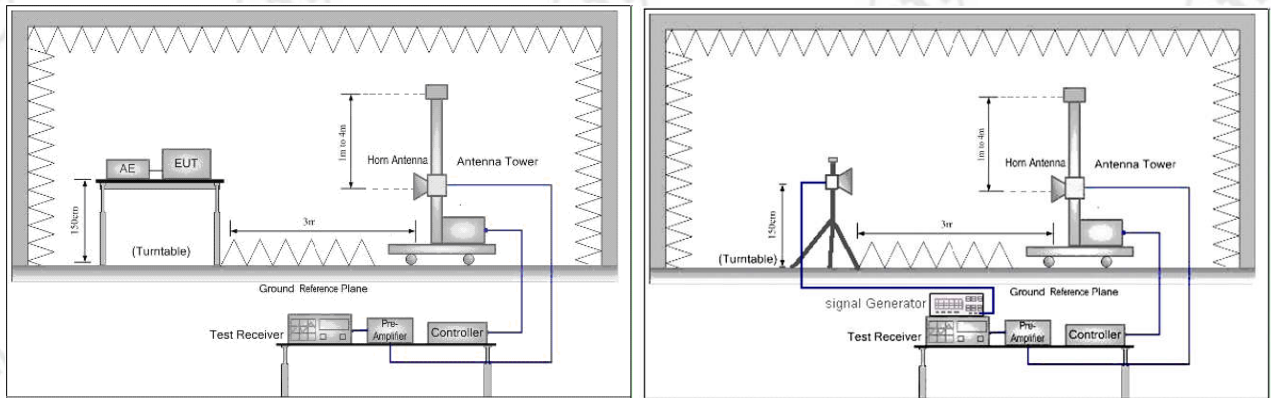 1m to 4m
Horn Antenna
Antenna Tower
AE
EUT
150cm
3m
(Turntable)
Ground Reference Plane
Test Receiver
Pre-
Amplifier
Controller
1m to 4m
Horn Antenna
Antenna Tower
150cm
3m
(Turntable)
signal Generator
Ground Reference Plane
Test Receiver
Pre-
Amplifier
Controller